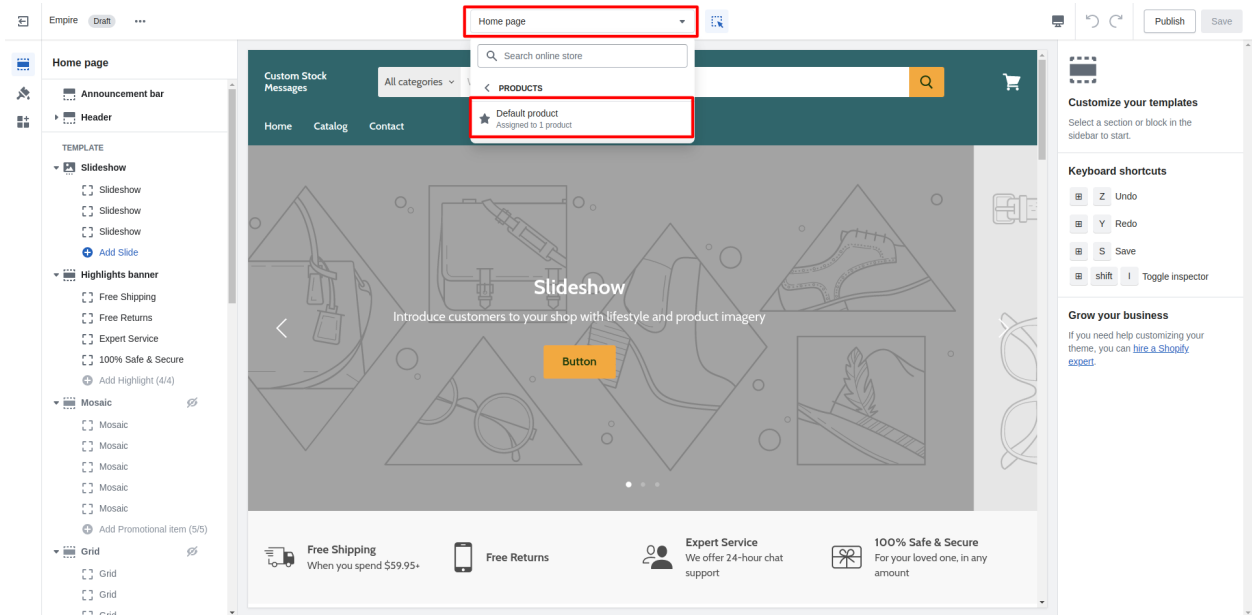 Empire Draft
Home page
Publish Save
Home page
Announcement bar
Header
TEMPLATE
Slideshow
Slideshow
Slideshow
Slideshow
Add Slide
Highlights banner
Free Shipping
Free Returns
Expert Service
100% Safe & Secure
Add Highlight (4/4)
Mosaic
Mosaic
Mosaic
Mosaic
Mosaic
Mosaic
Add Promotional item (5/5)
Grid
Grid
Grid
Grid
Search online store
PRODUCTS
Default product
Assigned to 1 product
Custom Stock
Messages
All categories
Home Catalog Contact
Slideshow
Introduce customers to your shop with lifestyle and product imagery
Button
Free Shipping
When you spend $59.95+
Free Returns
Expert Service
We offer 24-hour chat
support
100% Safe & Secure
For your loved one, in any
amount
Customize your templates
Select a section or block in the
sidebar to start.
Keyboard shortcuts
Z Undo
Y Redo
S Save
shift I Toggle inspector
Grow your business
If you need help customizing your
theme, you can hire a Shopify
expert.